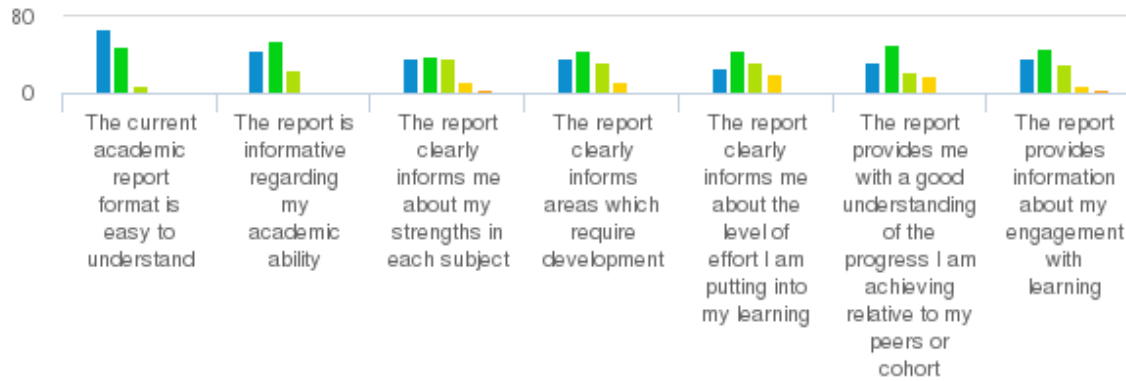 80
0
The current
academic
report
format is
easy to
understand
The report is
informative
regarding
my
academic
ability
The report
clearly
informs me
about my
strengths in
each subject
The report
clearly
informs
areas which
require
development
The report
clearly
informs me
about the
level of
effort I am
putting into
my learning
The report
provides me
with a good
understanding
of the
progress I am
achieving
relative to my
peers or
cohort
The report
provides
information
about my
engagement
with
learning